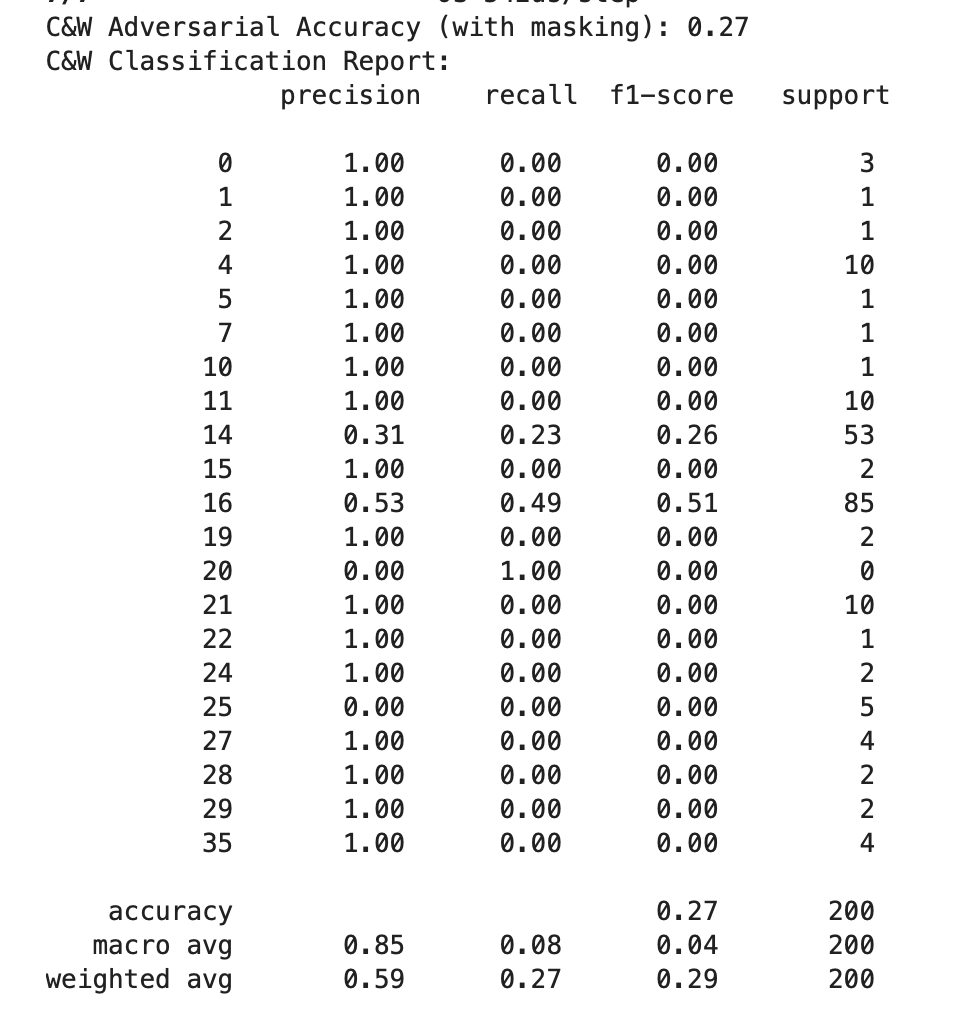 C&W Adversarial Accuracy (with masking): 0.27
C&W Classification Report:
precision recall f1-score support
0 1.00 0.00 0.00 3
1 1.00 0.00 0.00 1
2 1.00 0.00 0.00 1
4 1.00 0.00 0.00 10
5 1.00 0.00 0.00 1
7 1.00 0.00 0.00 1
10 1.00 0.00 0.00 1
11 1.00 0.00 0.00 10
14 0.31 0.23 0.26 53
15 1.00 0.00 0.00 2
16 0.53 0.49 0.51 85
19 1.00 0.00 0.00 2
20 0.00 1.00 0.00 0
21 1.00 0.00 0.00 10
22 1.00 0.00 0.00 1
24 1.00 0.00 0.00 2
25 0.00 0.00 0.00 5
27 1.00 0.00 0.00 4
28 1.00 0.00 0.00 2
29 1.00 0.00 0.00 2
35 1.00 0.00 0.00 4
accuracy 0.27 200
macro avg 0.85 0.08 0.04 200
weighted avg 0.59 0.27 0.29 200